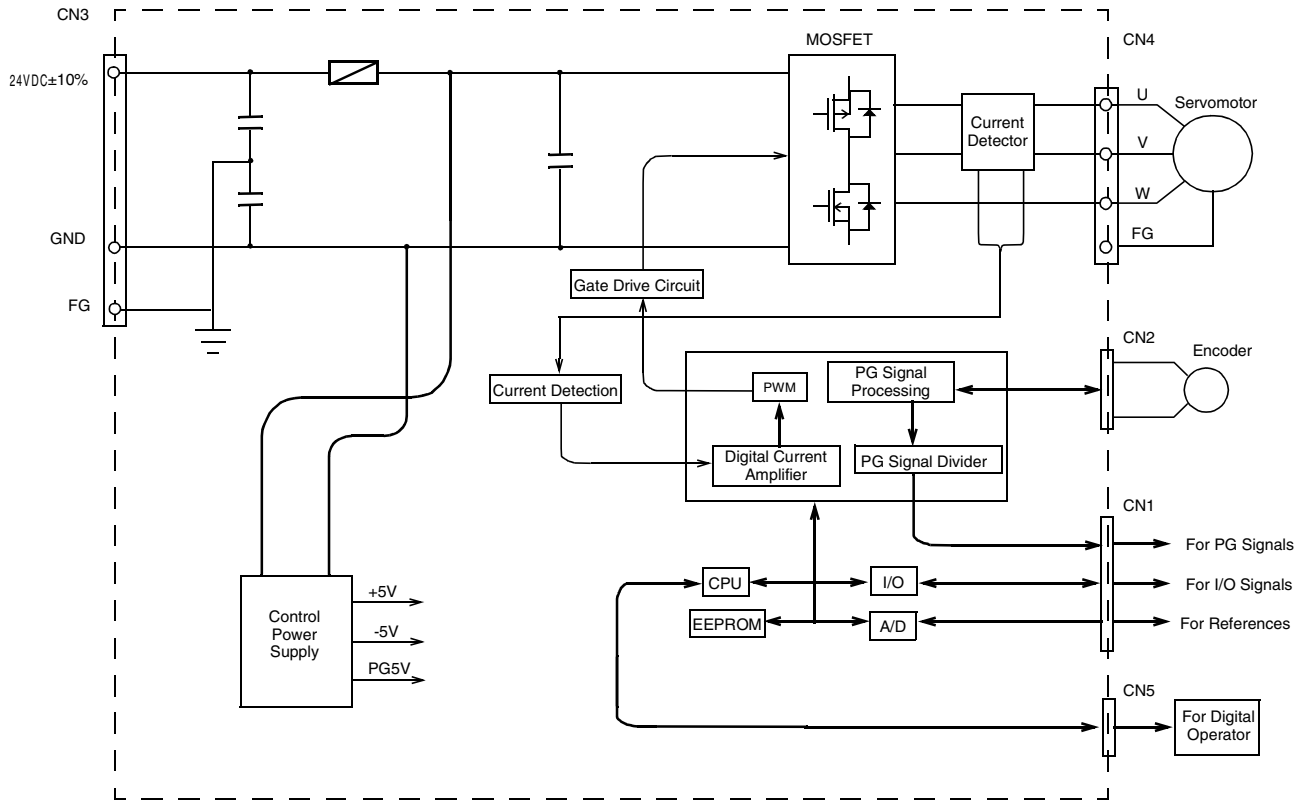 CN3
MOSFET
CN4
24VDC±10%
U
Servomotor
Current
Detector
V
W
GND
FG
Gate Drive Circuit
FG
CN2
Encoder
PG Signal
Processing
PWM
Current Detection
Digital Current
Amplifier
PG Signal Divider
CN1
For PG Signals
CPU
I/O
For I/O Signals
EEPROM
A/D
For References
Control
Power
Supply
+5V
-5V
PG5V
CN5
For Digital
Operator